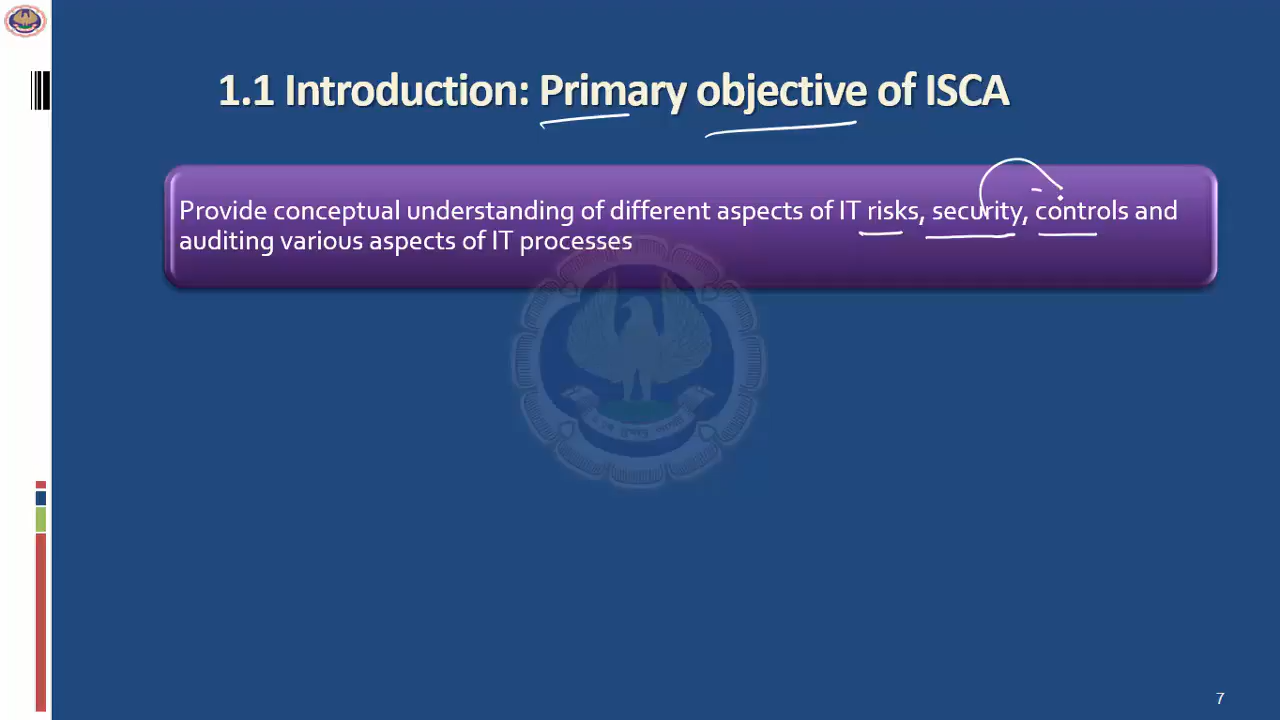 1.1 Introduction: Primary objective of ISCA
Provide conceptual understanding of different aspects of IT risks, security, controls and
auditing various aspects of IT processes
7